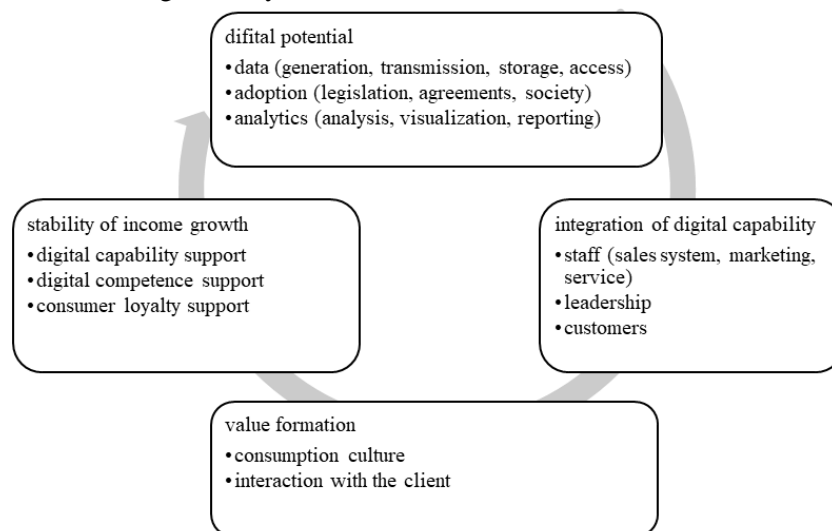 difital potential
•data (generation, transmission, storage, access)
•adoption (legislation, agreements, society)
•analytics (analysis, visualization, reporting)
stability of income growth
•digital capability support
•digital competence support
•consumer loyalty support
integration of digital capability
•staff (sales system, marketing,
service)
•leadership
•customers
value formation
•consumption culture
•interaction with the client